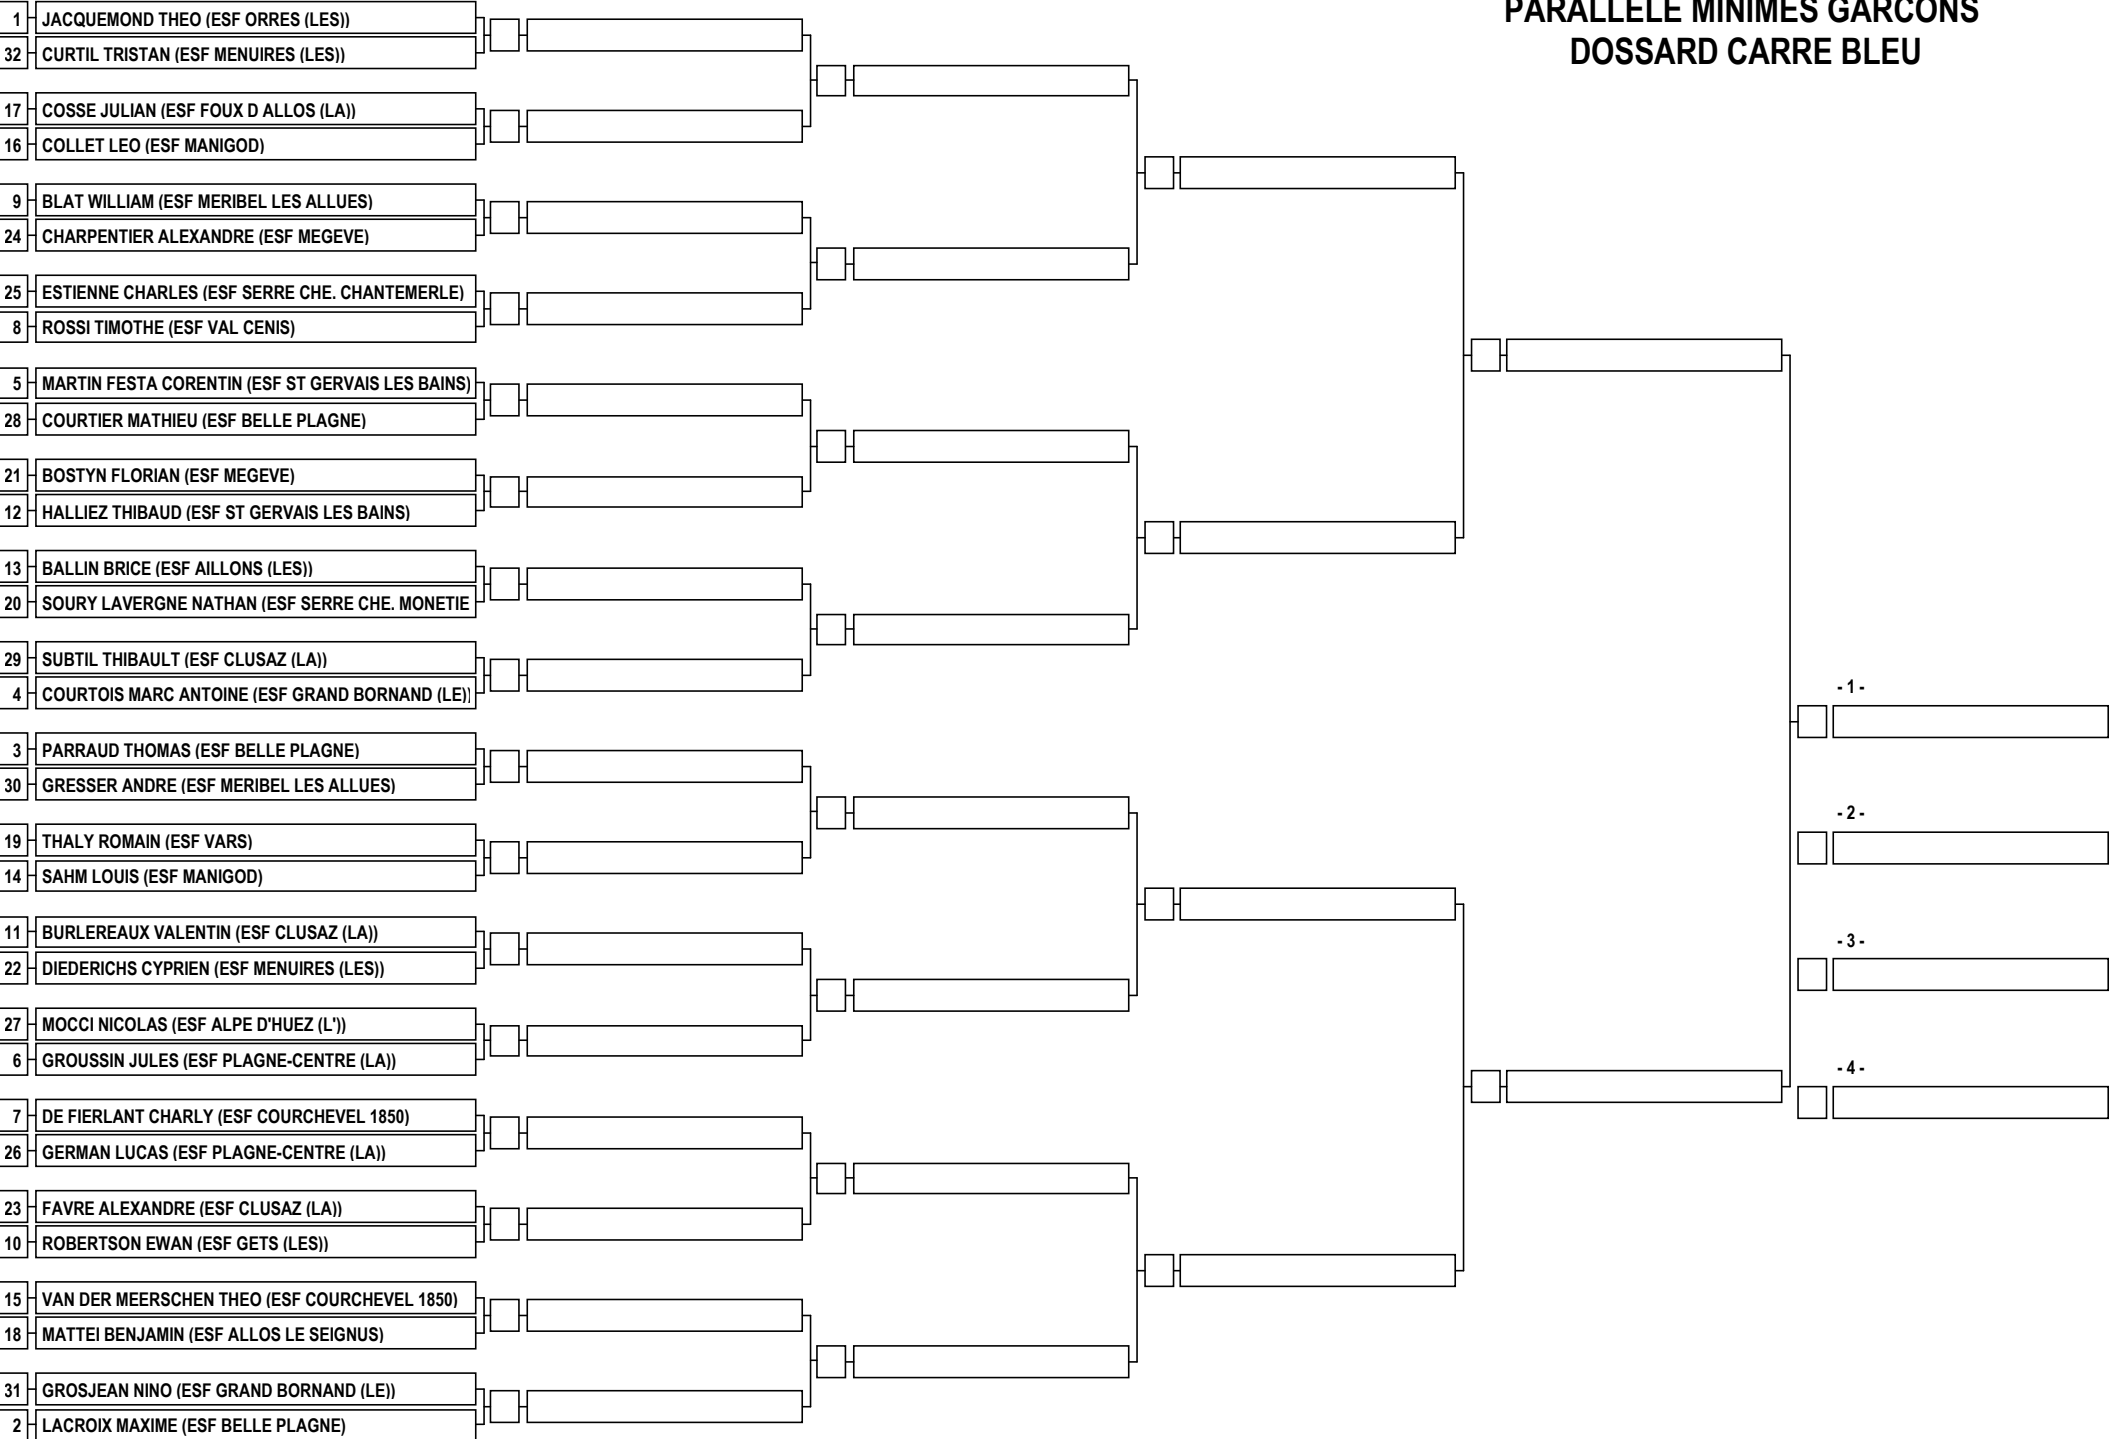 PARALLELE MINIMES GARCONS
DOSSARD CARRE BLEU
1 JACQUEMOND THEO (ESF ORRES (LES))
32 CURTIL TRISTAN (ESF MENUIRES (LES))
17 COSSE JULIAN (ESF FOUX D ALLOS (LA))
16 COLLET LEO (ESF MANIGOD)
9 BLAT WILLIAM (ESF MERIBEL LES ALLUES)
24 CHARPENTIER ALEXANDRE (ESF MEGEVE)
25 ESTIENNE CHARLES (ESF SERRE CHE. CHANTEMERLE)
8 ROSSI TIMOTHE (ESF VAL CENIS)
5 MARTIN FESTA CORENTIN (ESF ST GERVAIS LES BAINS)
28 COURTIER MATHIEU (ESF BELLE PLAGNE)
21 BOSTYN FLORIAN (ESF MEGEVE)
12 HALLIEZ THIBAUD (ESF ST GERVAIS LES BAINS)
13 BALLIN BRICE (ESF AILLONS (LES))
20 SOURY LAVERGNE NATHAN (ESF SERRE CHE. MONETIE
29 SUBTIL THIBAULT (ESF CLUSAZ (LA))
4 COURTOIS MARC ANTOINE (ESF GRAND BORNAND (LE))
3 PARRAUD THOMAS (ESF BELLE PLAGNE)
30 GRESSER ANDRE (ESF MERIBEL LES ALLUES)
19 THALY ROMAIN (ESF VARS)
14 SAHM LOUIS (ESF MANIGOD)
11 BURLEREAUX VALENTIN (ESF CLUSAZ (LA))
22 DIEDERICHS CYPRIEN (ESF MENUIRES (LES))
27 MOCCI NICOLAS (ESF ALPE D'HUEZ (L'))
6 GROUSSIN JULES (ESF PLAGNE-CENTRE (LA))
7 DE FIERLANT CHARLY (ESF COURCHEVEL 1850)
26 GERMAN LUCAS (ESF PLAGNE-CENTRE (LA))
23 FAVRE ALEXANDRE (ESF CLUSAZ (LA))
10 ROBERTSON EWAN (ESF GETS (LES))
15 VAN DER MEERSCHEN THEO (ESF COURCHEVEL 1850)
18 MATTEI BENJAMIN (ESF ALLOS LE SEIGNUS)
31 GROSJEAN NINO (ESF GRAND BORNAND (LE))
2 LACROIX MAXIME (ESF BELLE PLAGNE)
- 1 -
- 2 -
- 3 -
- 4 -